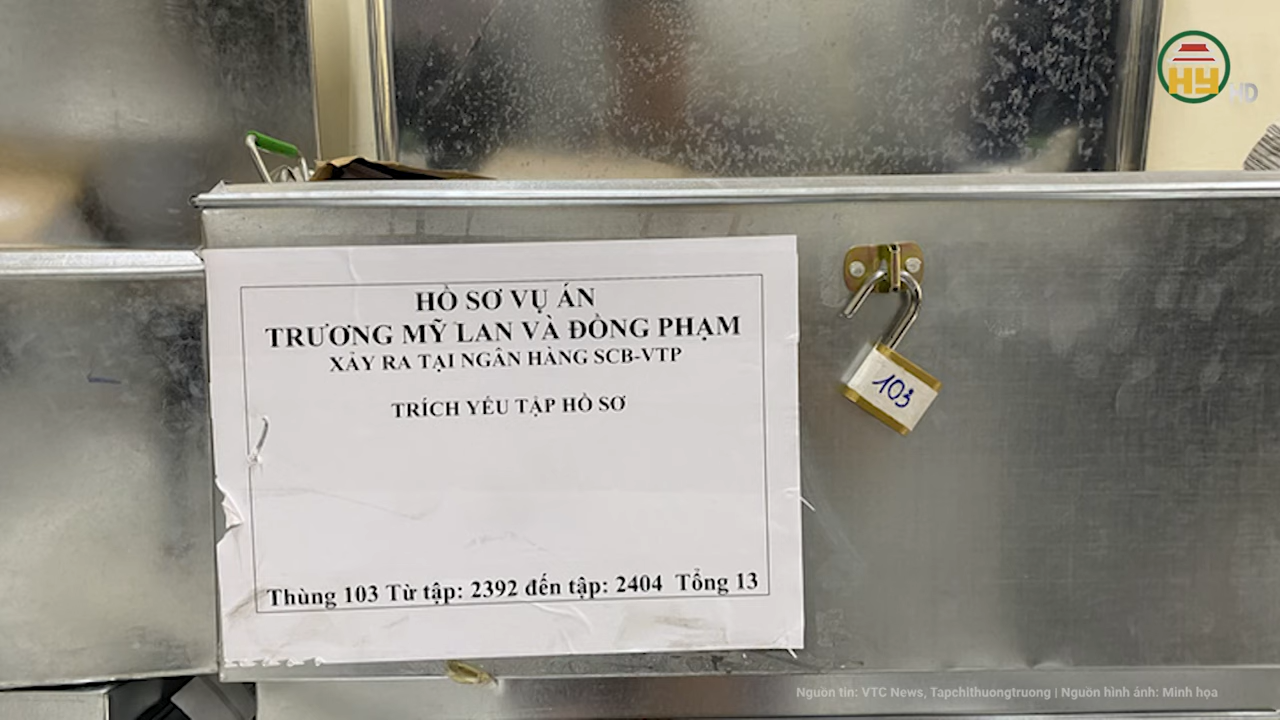 HY
HD
HỒ SƠ VỤ ÁN
TRƯƠNG MỸ LAN VÀ ĐỒNG PHẠM
XẢY RA TẠI NGÂN HÀNG SCB-VTP
TRÍCH YẾU TẬP HỒ SƠ
103
Thùng 103 Từ tập: 2392 đến tập: 2404 Tổng 13
Nguồn tin: VTC News, Tapchithuongtruong | Nguồn hình ảnh: Minh họa